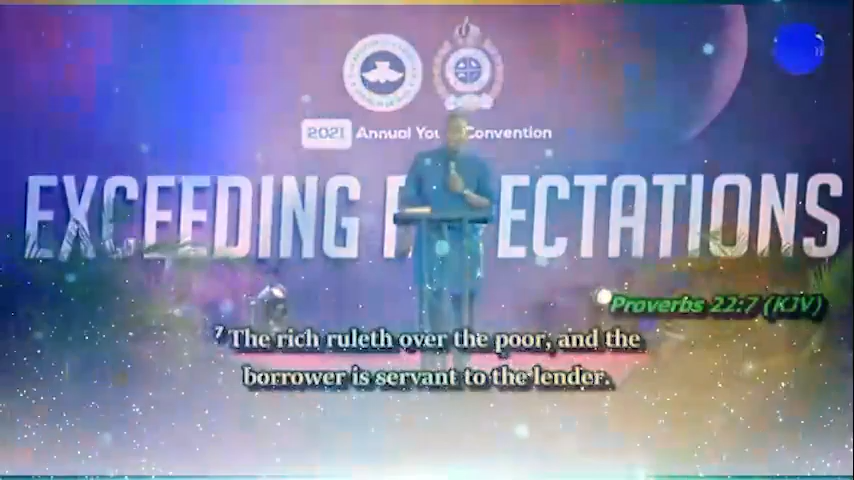 2021 Annual You Convention
EXCEEDING E ECTATIONS
Proverbs 22:7 (KJV)
7 The rich ruleth over the poor, and the
borrower is servant to the lender.